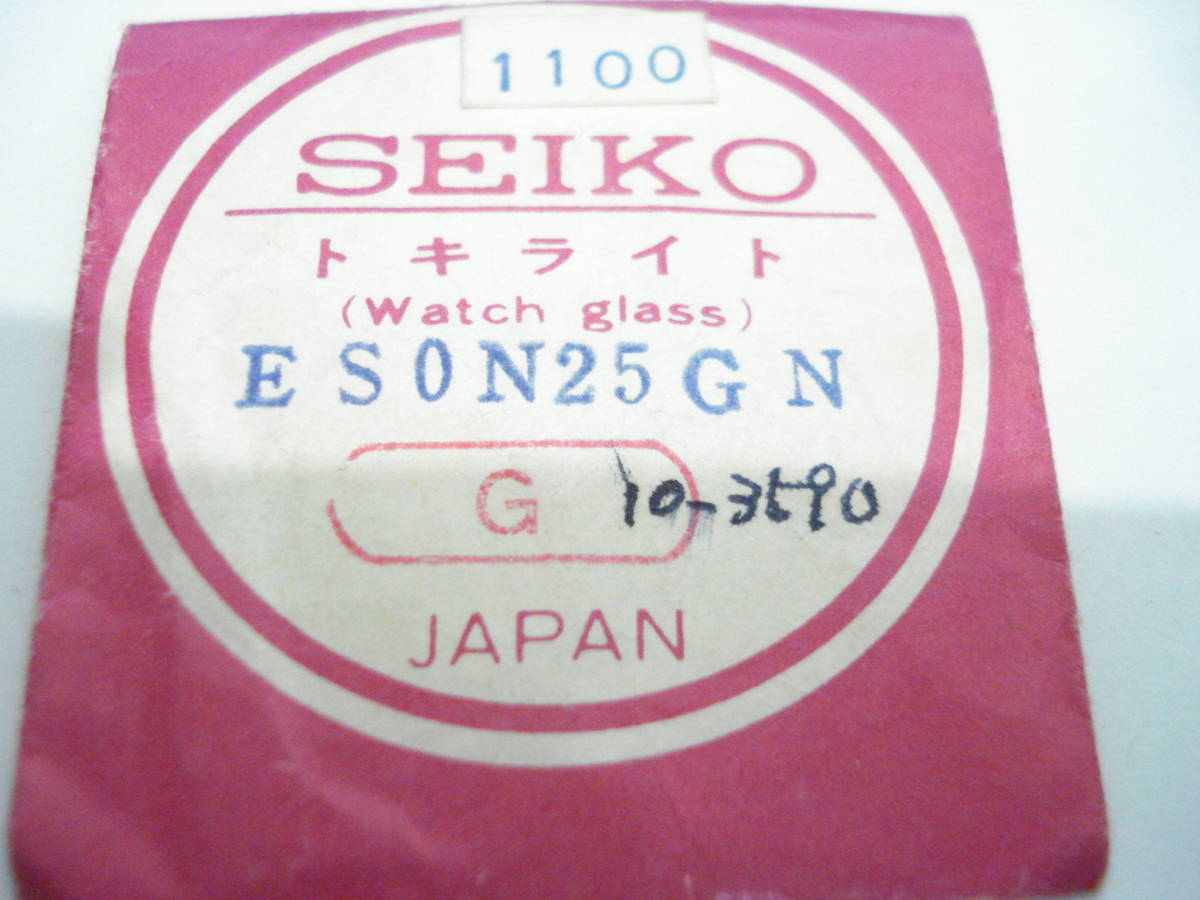 1100
SEIKO
トキライト
(Watch glass)
ES0N25GN
G 10-3590
JAPAN